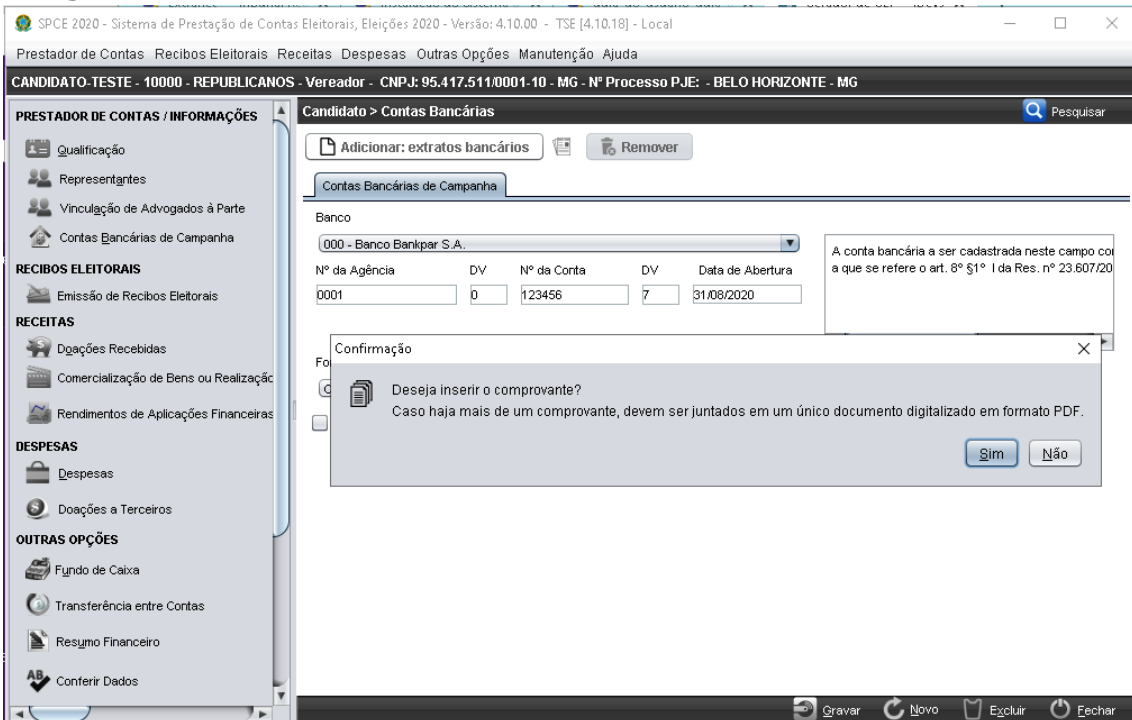 SPCE 2020 - Sistema de Prestação de Contas Eleitorais, Eleições 2020 - Versão: 4.10.00 - TSE [4.10.18] - Local
Prestador de Contas Recibos Eleitorais Receitas Despesas Outras Opções Manutenção Ajuda
CANDIDATO-TESTE - 10000 - REPUBLICANOS - Vereador - CNPJ: 95.417.511/0001-10 - MG - Nº Processo PJE: - BELO HORIZONTE - MG
PRESTADOR DE CONTAS / INFORMAÇÕES
Qualificação
Representantes
Vinculação de Advogados à Parte
Contas Bancárias de Campanha
RECIBOS ELEITORAIS
Emissão de Recibos Eleitorais
RECEITAS
Doações Recebidas
Comercialização de Bens ou Realização
Rendimentos de Aplicações Financeiras
DESPESAS
Despesas
Doações a Terceiros
OUTRAS OPÇÕES
Fundo de Caixa
Transferência entre Contas
Resumo Financeiro
Conferir Dados
Candidato > Contas Bancárias
Pesquisar
Adicionar: extratos bancários
Remover
Contas Bancárias de Campanha
Banco
000 - Banco Bankpar S.A.
Nº da Agência DV Nº da Conta DV Data de Abertura
0001 0 123456 7 31/08/2020
A conta bancária a ser cadastrada neste campo
a que se refere o art. 8º §1º I da Res. nº 23.607/20
Confirmação
Deseja inserir o comprovante?
Caso haja mais de um comprovante, devem ser juntados em um único documento digitalizado em formato PDF.
Sim Não
Gravar Novo Excluir Fechar